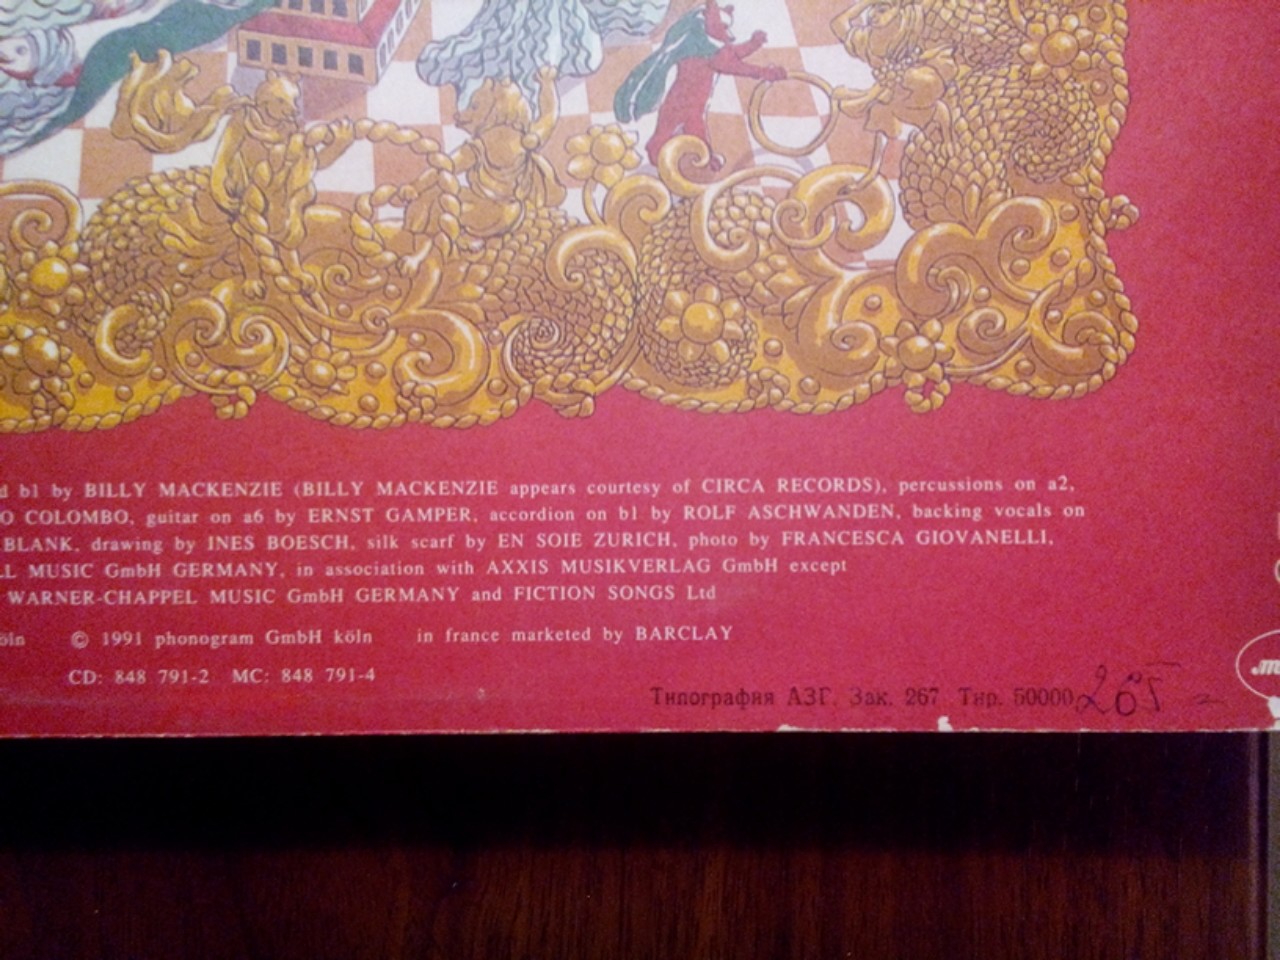 d b1 by BILLY MACKENZIE (BILLY MACKENZIE appears courtesy of CIRCA RECORDS), percussions on a2,
O COLOMBO, guitar on a6 by ERNST GAMPER, accordion on b1 by ROLF ASCHWANDEN, backing vocals on
BLANK, drawing by INES BOESCH, silk scarf by EN SOIE ZURICH, photo by FRANCESCA GIOVANELLI,
LL MUSIC GmbH GERMANY, in association with AXXIS MUSIKVERLAG GmbH except
WARNER-CHAPPEL MUSIC GmbH GERMANY and FICTION SONGS Ltd
öln © 1991 phonogram GmbH köln in france marketed by BARCLAY
CD: 848 791-2 MC: 848 791-4
Типография АЗГ. Зак. 267 Тир. 50000